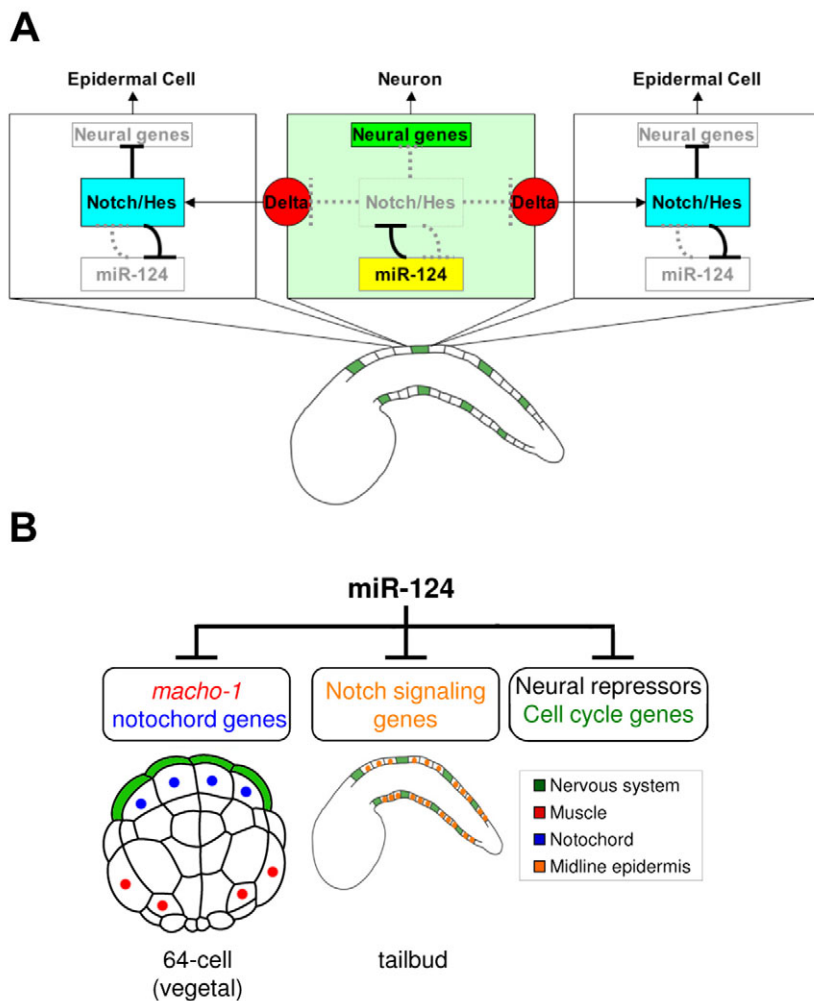 A
Epidermal Cell
Neuron
Epidermal Cell
Neural genes
Neural genes
Neural genes
Notch/Hes
Delta
Notch/Hes
Delta
Notch/Hes
miR-124
miR-124
miR-124
B
miR-124
macho-1
notochord genes
Notch signaling
genes
Neural repressors
Cell cycle genes
Nervous system
Muscle
Notochord
Midline epidermis
64-cell
(vegetal)
tailbud